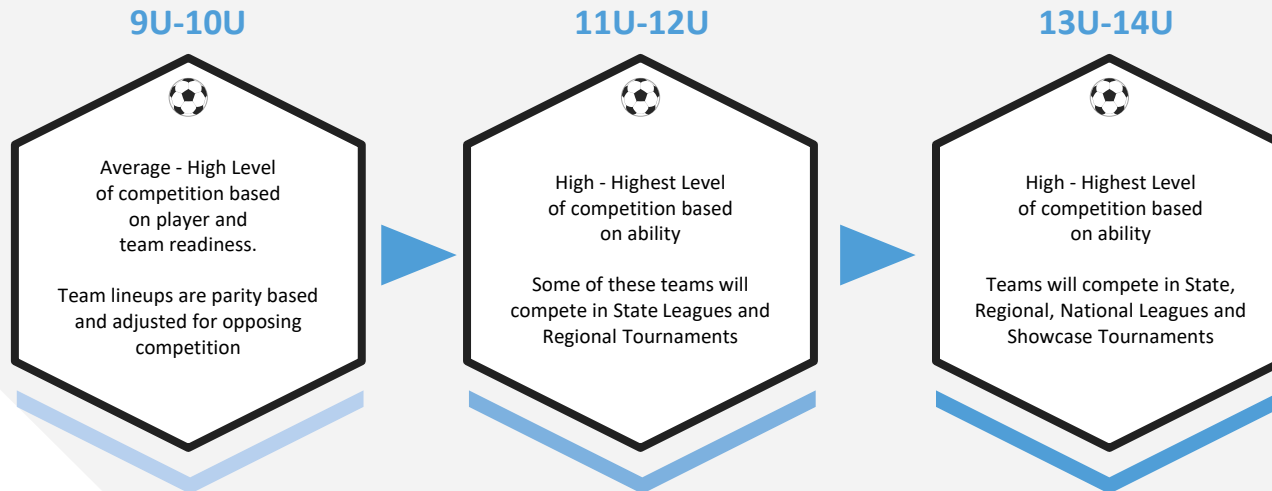 9U-10U
Average - High Level
of competition based
on player and
team readiness.
Team lineups are parity based
and adjusted for opposing
competition
11U-12U
High - Highest Level
of competition based
on ability
Some of these teams will
compete in State Leagues and
Regional Tournaments
13U-14U
High - Highest Level
of competition based
on ability
Teams will compete in State,
Regional, National Leagues and
Showcase Tournaments